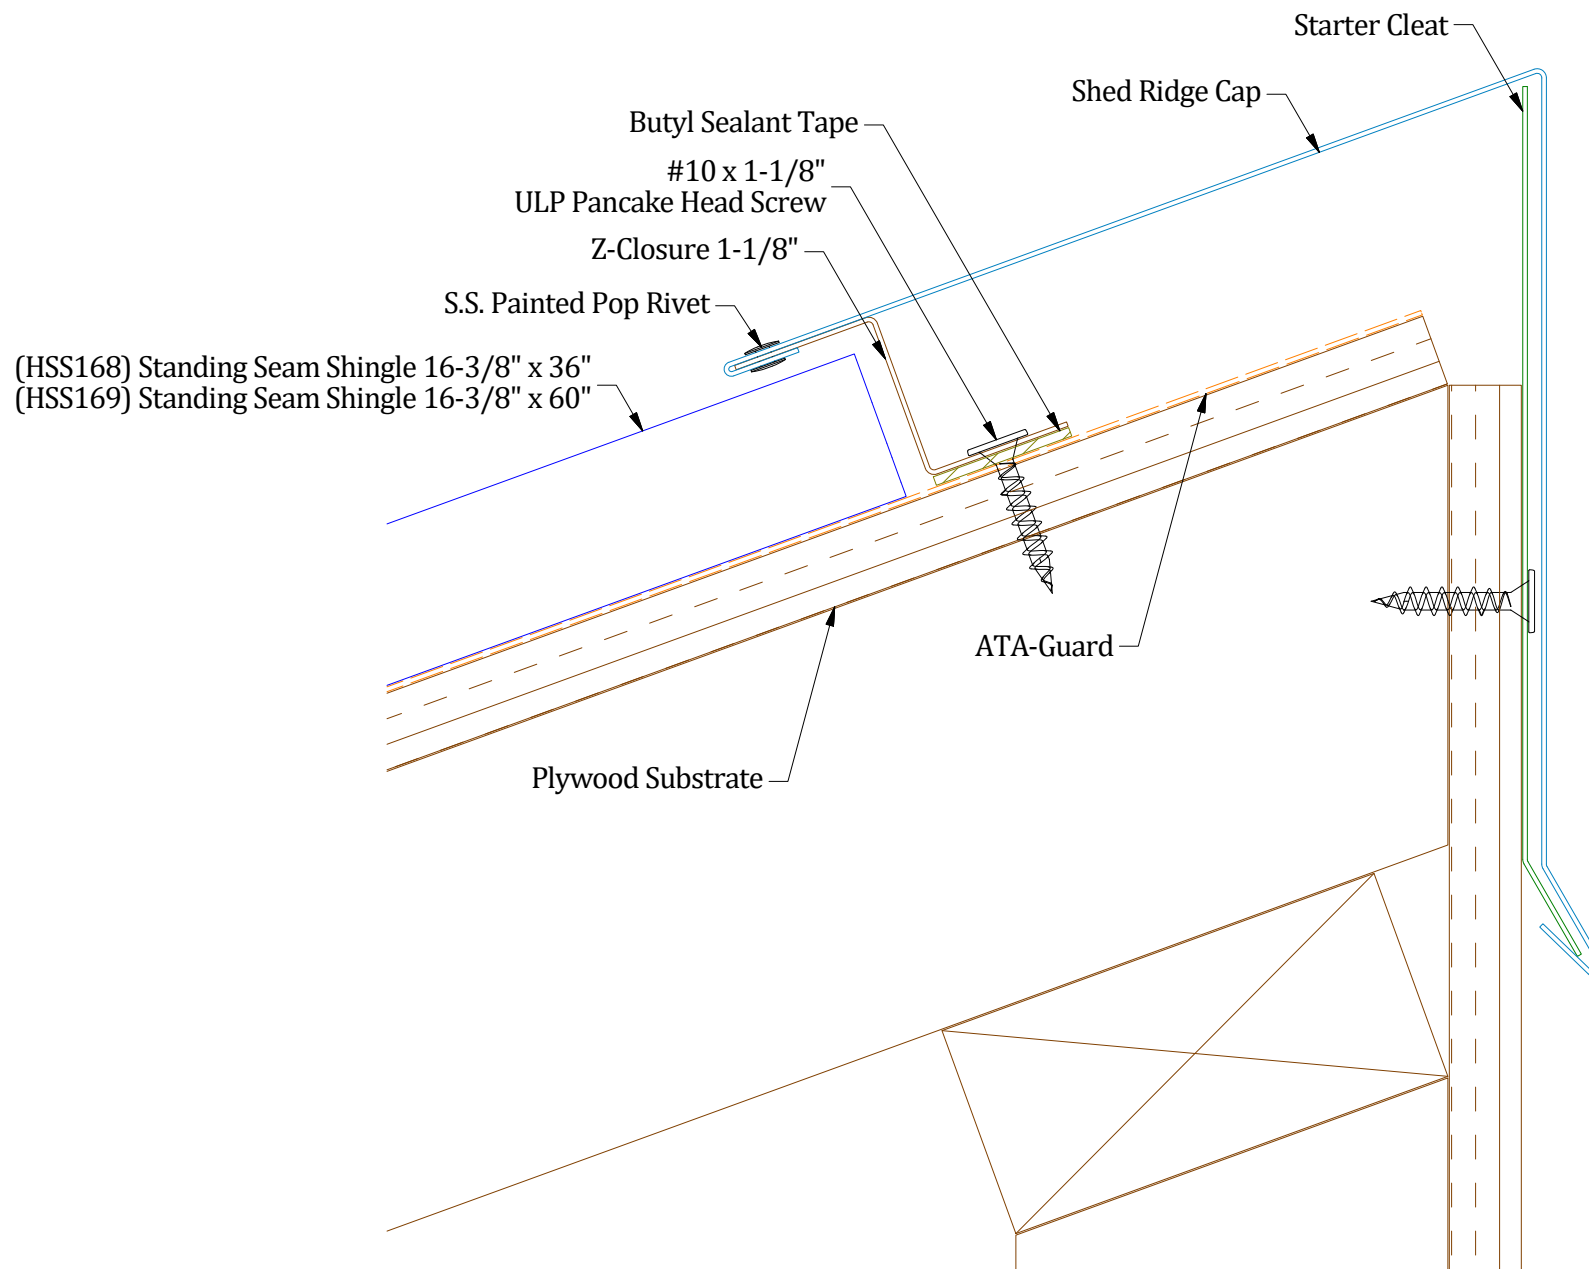 Starter Cleat
Shed Ridge Cap
Butyl Sealant Tape
#10 x 1-1/8"
ULP Pancake Head Screw
Z-Closure 1-1/8"
S.S. Painted Pop Rivet
(HSS168) Standing Seam Shingle 16-3/8" x 36"
(HSS169) Standing Seam Shingle 16-3/8" x 60"
ATA-Guard
Plywood Substrate